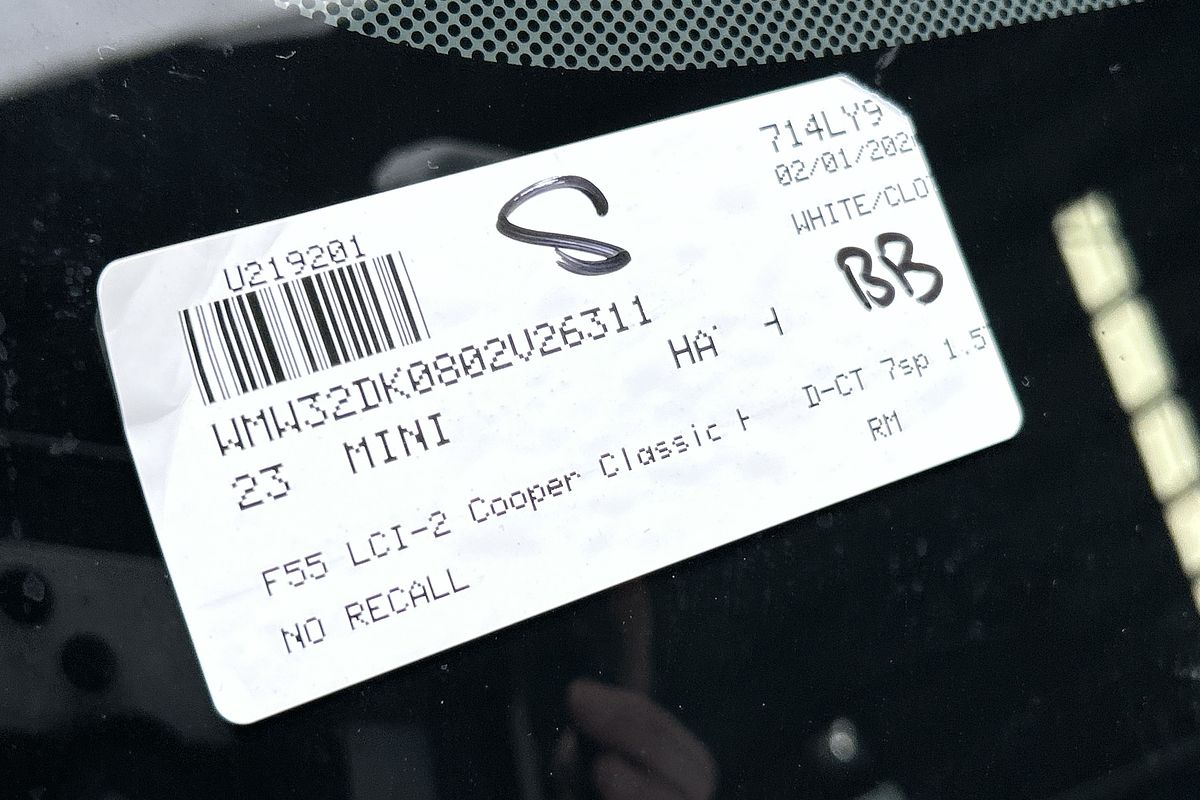 714LY9
02/01/202
WHITE/CLO
U219201
S
BB
WMW32DK0802U26311
23 MINI HA
F55 LCI-2 Cooper Classic D-CT 7sp 1.5
NO RECALL RM